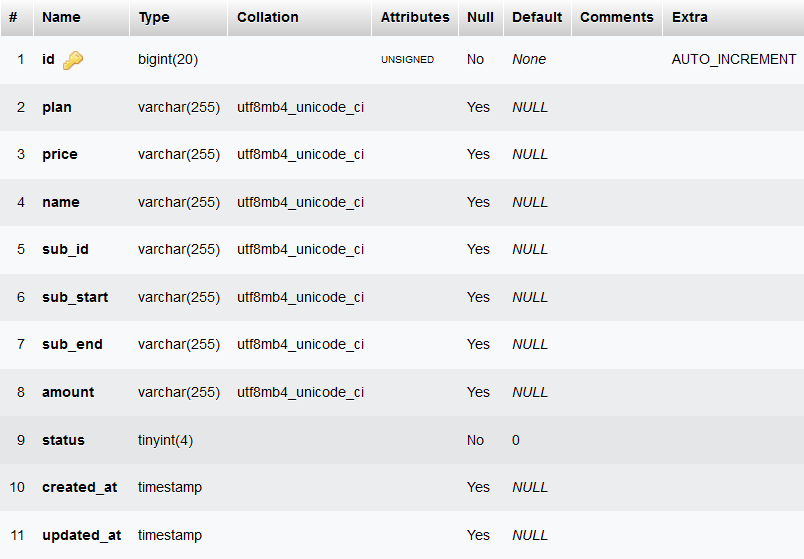 # Name Type Collation Attributes Null Default Comments Extra
1 id bigint(20) UNSIGNED No None AUTO_INCREMENT
2 plan varchar(255) utf8mb4_unicode_ci Yes NULL
3 price varchar(255) utf8mb4_unicode_ci Yes NULL
4 name varchar(255) utf8mb4_unicode_ci Yes NULL
5 sub_id varchar(255) utf8mb4_unicode_ci Yes NULL
6 sub_start varchar(255) utf8mb4_unicode_ci Yes NULL
7 sub_end varchar(255) utf8mb4_unicode_ci Yes NULL
8 amount varchar(255) utf8mb4_unicode_ci Yes NULL
9 status tinyint(4) No 0
10 created_at timestamp Yes NULL
11 updated_at timestamp Yes NULL